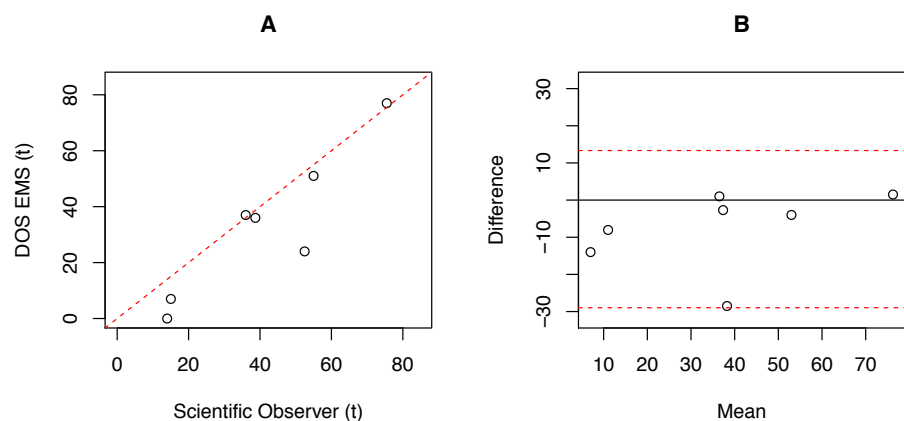 A
DOS EMS (t)
80
60
40
20
0
0 20 40 60 80
Scientific Observer (t)
B
Difference
30
10
−10
−30
10 20 30 40 50 60 70
Mean